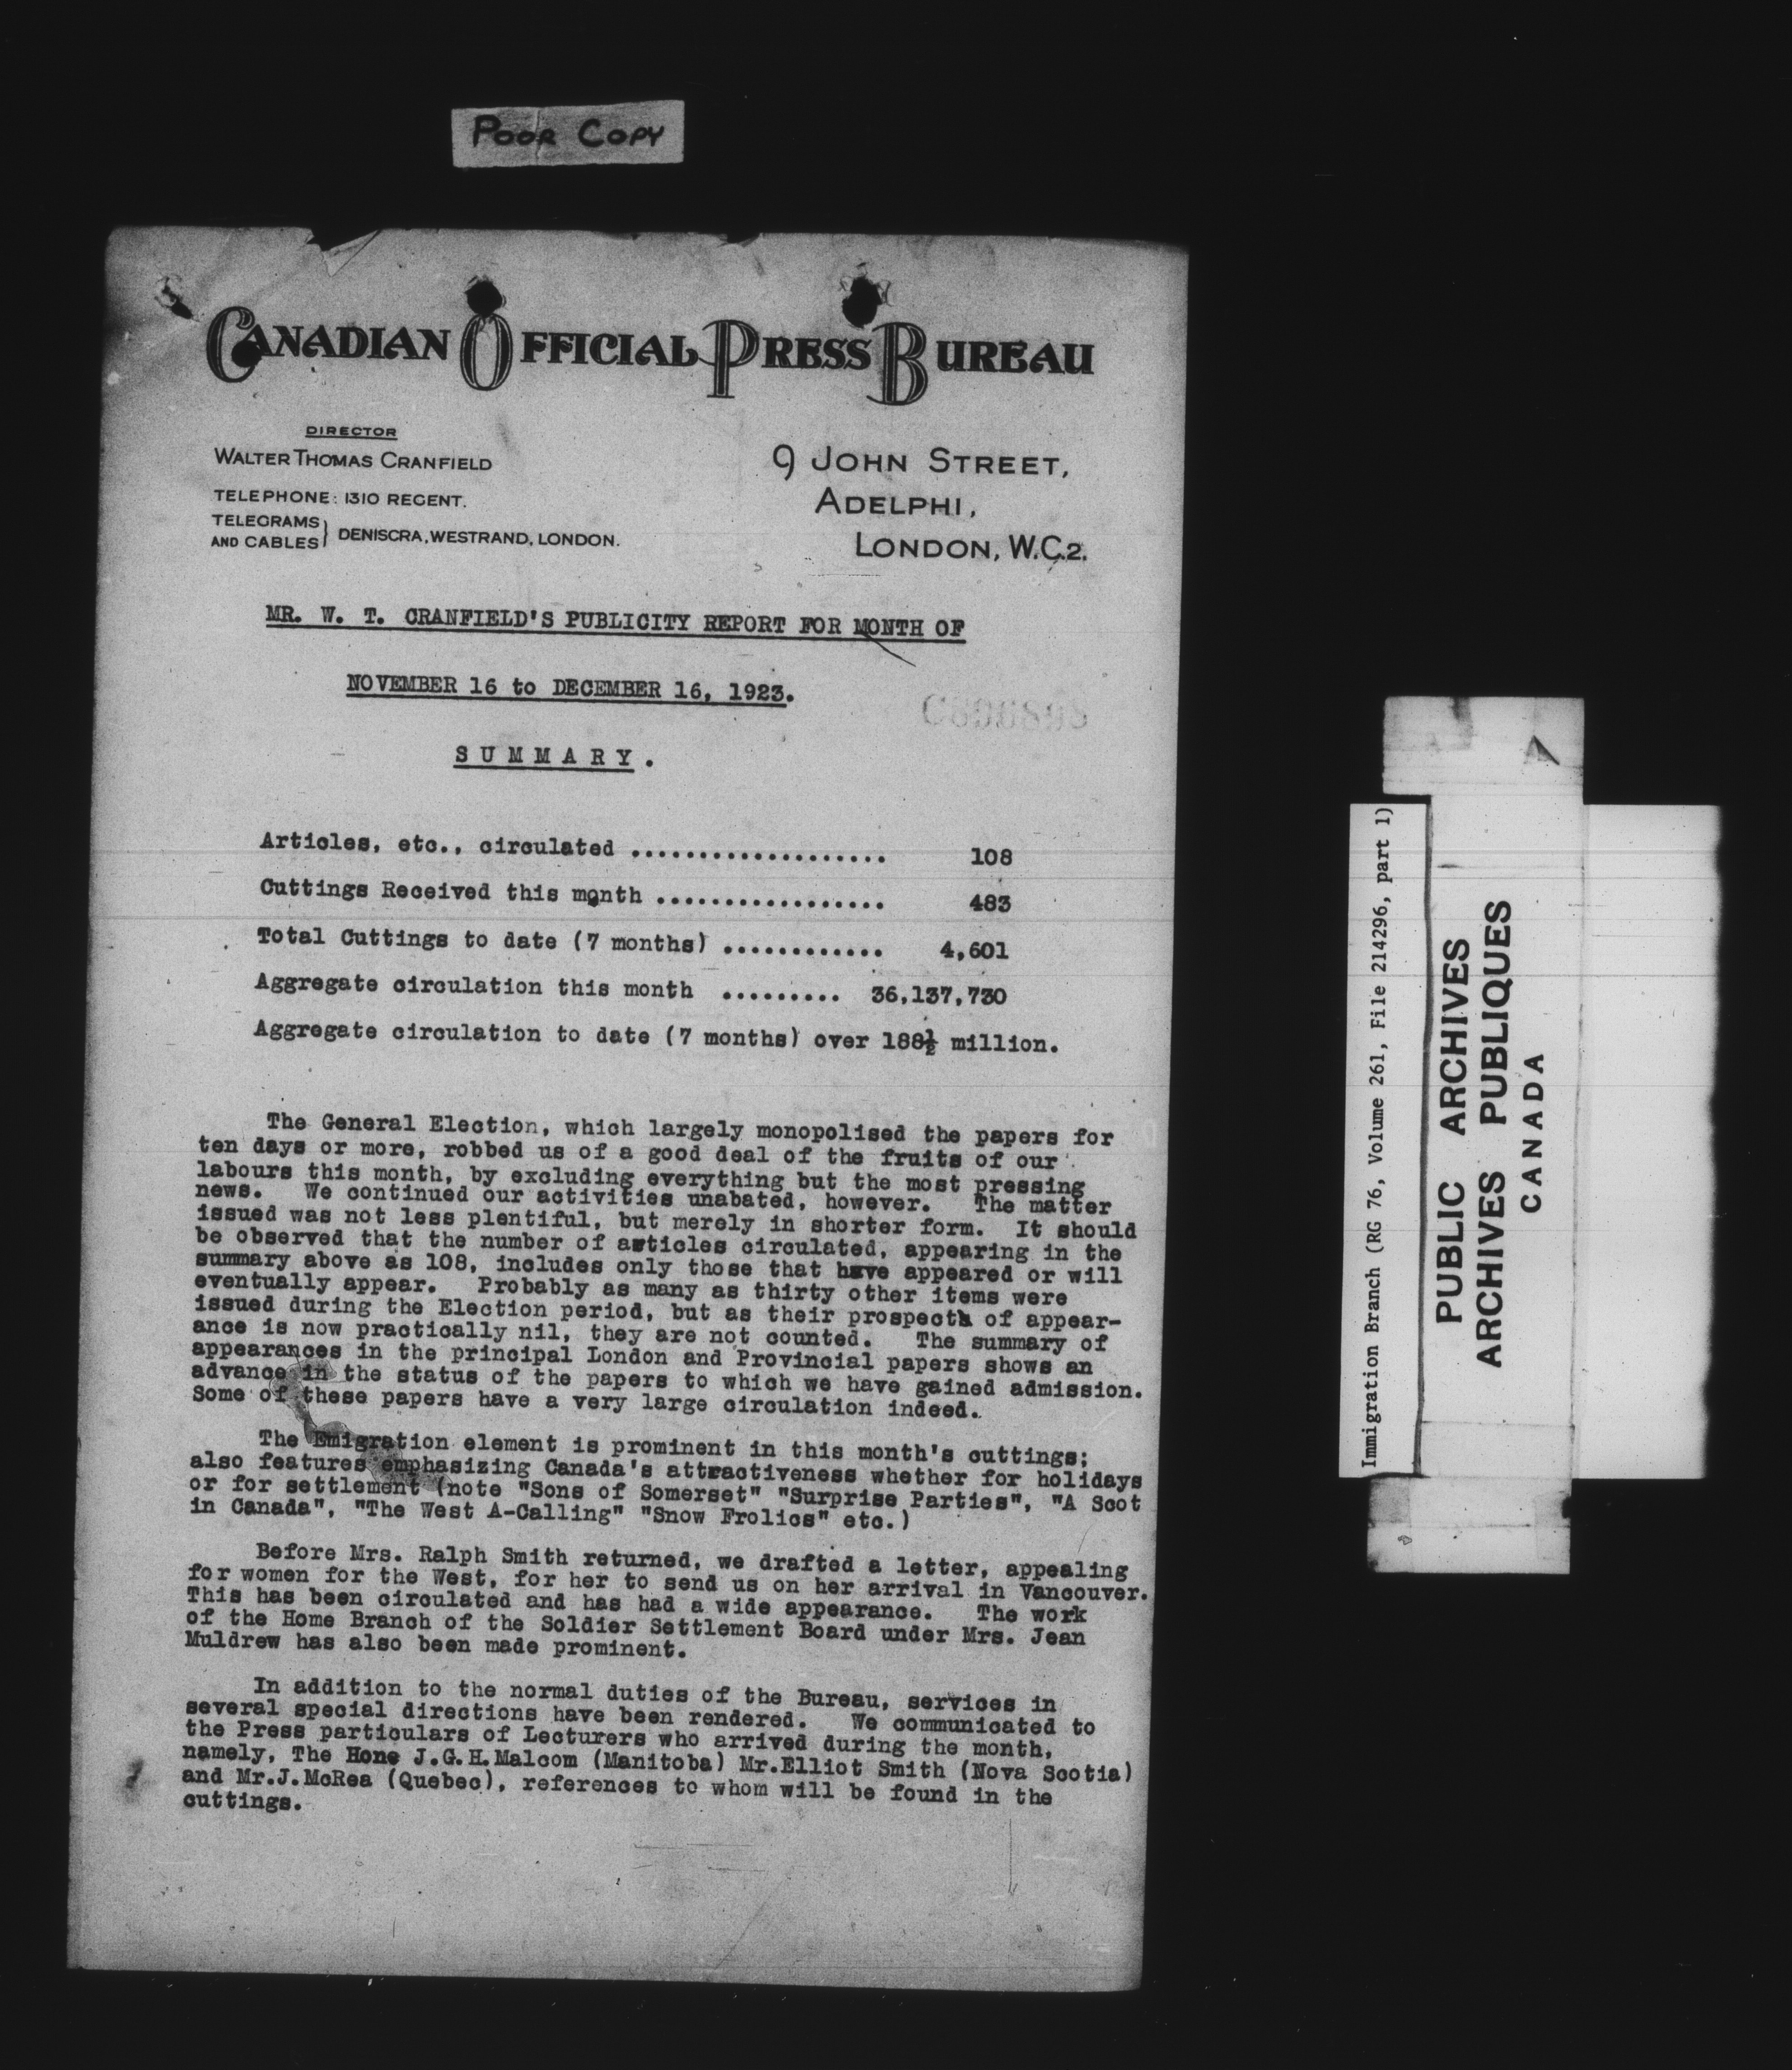 POOR COPY
CANADIAN OFFICIAL PRESS BUREAU
DIRECTOR
WALTER THOMAS CRANFIELD
TELEPHONE: 1310 REGENT.
TELEGRAMS
AND CABLES} DENISCRA, WESTRAND, LONDON.
9 JOHN STREET,
ADELPHI,
LONDON, W.C.2.
MR. W. T. CRANFIELD'S PUBLICITY REPORT FOR MONTH OF
NOVEMBER 16 to DECEMBER 16, 1923.
SUMMARY.
Articles, etc., circulated ................... 108
Cuttings Received this month ................. 483
Total Cuttings to date (7 months) ............ 4,601
Aggregate circulation this month ......... 36,137,730
Aggregate circulation to date (7 months) over 188½ million.
The General Election, which largely monopolised the papers for
ten days or more, robbed us of a good deal of the fruits of our
labours this month, by excluding everything but the most pressing
news. We continued our activities unabated, however. The matter
issued was not less plentiful, but merely in shorter form. It should
be observed that the number of articles circulated, appearing in the
summary above as 108, includes only those that have appeared or will
eventually appear. Probably as many as thirty other items were
issued during the Election period, but as their prospects of appear-
ance is now practically nil, they are not counted. The summary of
appearances in the principal London and Provincial papers shows an
advance in the status of the papers to which we have gained admission.
Some of these papers have a very large circulation indeed.
The Emigration element is prominent in this month's cuttings;
also features emphasizing Canada's attractiveness whether for holidays
or for settlement (note "Sons of Somerset" "Surprise Parties", "A Scot
in Canada", "The West A-Calling" "Snow Frolics" etc.)
Before Mrs. Ralph Smith returned, we drafted a letter, appealing
for women for the West, for her to send us on her arrival in Vancouver.
This has been circulated and has had a wide appearance. The work
of the Home Branch of the Soldier Settlement Board under Mrs. Jean
Muldrew has also been made prominent.
In addition to the normal duties of the Bureau, services in
several special directions have been rendered. We communicated to
the Press particulars of Lecturers who arrived during the month,
namely, The Hone J.G.H.Malcom (Manitoba) Mr.Elliot Smith (Nova Scotia)
and Mr.J.McRea (Quebec), references to whom will be found in the
cuttings.
Immigration Branch (RG 76, Volume 261, File 214296, part 1)
PUBLIC ARCHIVES
ARCHIVES PUBLIQUES
CANADA